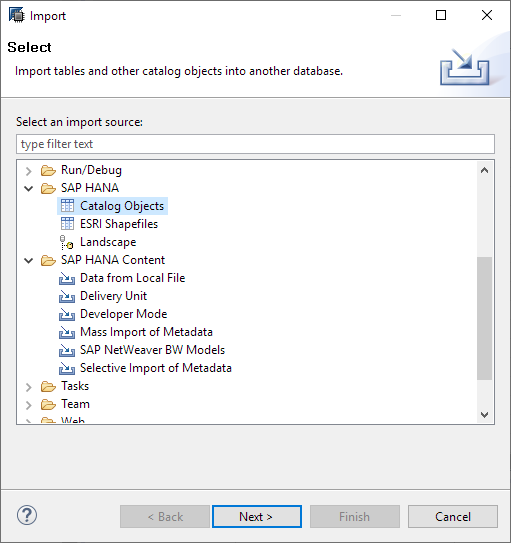 Import
Select
Import tables and other catalog objects into another database.
Select an import source:
type filter text
Run/Debug
SAP HANA
Catalog Objects
ESRI Shapefiles
Landscape
SAP HANA Content
Data from Local File
Delivery Unit
Developer Mode
Mass Import of Metadata
SAP NetWeaver BW Models
Selective Import of Metadata
Tasks
Team
Web
< Back Next > Finish Cancel